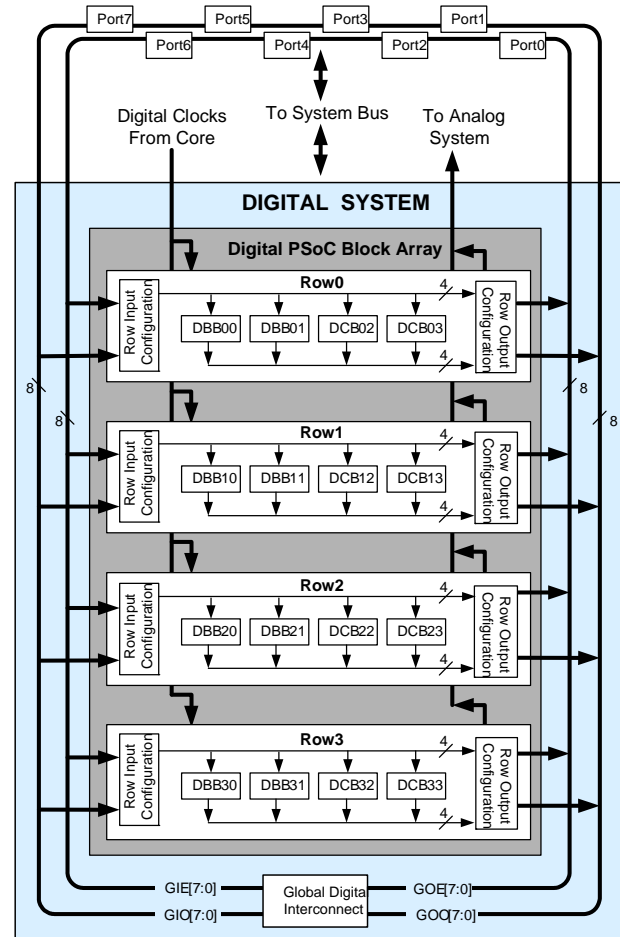 Port7
Port5
Port3
Port1
Port6
Port4
Port2
Port0
Digital Clocks
From Core
To System Bus
To Analog
System
DIGITAL SYSTEM
Digital PSoC Block Array
Row0
4
Row Input
Configuration
DBB00
DBB01
DCB02
DCB03
Row Output
Configuration
4
8
8
8
8
Row1
4
Row Input
Configuration
DBB10
DBB11
DCB12
DCB13
Row Output
Configuration
4
Row2
4
Row Input
Configuration
DBB20
DBB21
DCB22
DCB23
Row Output
Configuration
4
Row3
4
Row Input
Configuration
DBB30
DBB31
DCB32
DCB33
Row Output
Configuration
4
GIE[7:0]
GIO[7:0]
Global Digital
Interconnect
GOE[7:0]
GOO[7:0]